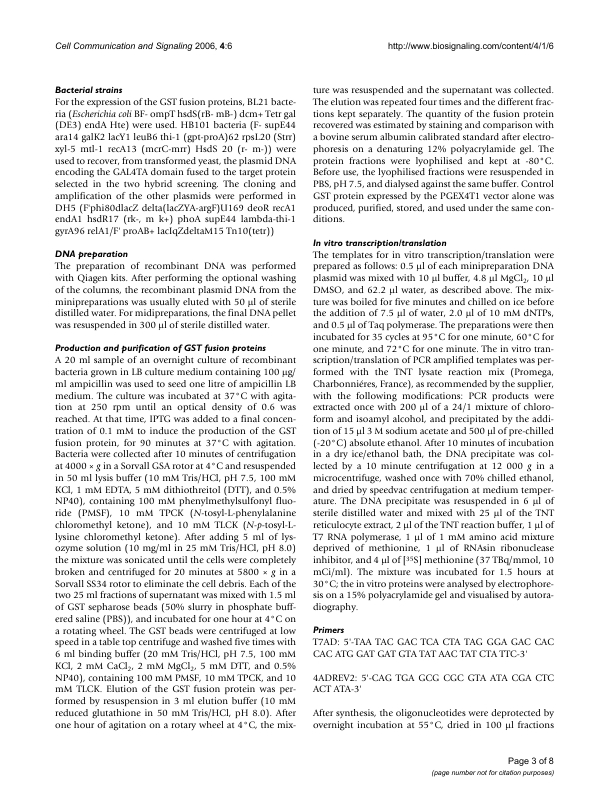 Cell Communication and Signaling 2006, 4:6
http://www.biosignaling.com/content/4/1/6
Bacterial strains
For the expression of the GST fusion proteins, BL21 bacte-
ria (Escherichia coli BF- ompT hsdS(rB- mB-) dcm+ Tetr gal
(DE3) endA Hte) were used. HB101 bacteria (F- supE44
ara14 galK2 lacY1 leuB6 thi-1 (gpt-proA)62 rpsL20 (Strr)
xyl-5 mtl-1 recA13 (mcrC-mrr) HsdS 20 (r- m-)) were
used to recover, from transformed yeast, the plasmid DNA
encoding the GAL4TA domain fused to the target protein
selected in the two hybrid screening. The cloning and
amplification of the other plasmids were performed in
DH5 (F'phi80dlacZ delta(lacZYA-argF)U169 deoR recA1
endA1 hsdR17 (rk-, m k+) phoA supE44 lambda-thi-1
gyrA96 relA1/F' proAB+ lacIqZdeltaM15 Tn10(tetr))
DNA preparation
The preparation of recombinant DNA was performed
with Qiagen kits. After performing the optional washing
of the columns, the recombinant plasmid DNA from the
minipreparations was usually eluted with 50 μl of sterile
distilled water. For midipreparations, the final DNA pellet
was resuspended in 300 μl of sterile distilled water.
Production and purification of GST fusion proteins
A 20 ml sample of an overnight culture of recombinant
bacteria grown in LB culture medium containing 100 μg/
ml ampicillin was used to seed one litre of ampicillin LB
medium. The culture was incubated at 37°C with agita-
tion at 250 rpm until an optical density of 0.6 was
reached. At that time, IPTG was added to a final concen-
tration of 0.1 mM to induce the production of the GST
fusion protein, for 90 minutes at 37°C with agitation.
Bacteria were collected after 10 minutes of centrifugation
at 4000 × g in a Sorvall GSA rotor at 4°C and resuspended
in 50 ml lysis buffer (10 mM Tris/HCl, pH 7.5, 100 mM
KCl, 1 mM EDTA, 5 mM dithiothreitol (DTT), and 0.5%
NP40), containing 100 mM phenylmethylsulfonyl fluo-
ride (PMSF), 10 mM TPCK (N-tosyl-L-phenylalanine
chloromethyl ketone), and 10 mM TLCK (N-p-tosyl-L-
lysine chloromethyl ketone). After adding 5 ml of lys-
ozyme solution (10 mg/ml in 25 mM Tris/HCl, pH 8.0)
the mixture was sonicated until the cells were completely
broken and centrifuged for 20 minutes at 5800 × g in a
Sorvall SS34 rotor to eliminate the cell debris. Each of the
two 25 ml fractions of supernatant was mixed with 1.5 ml
of GST sepharose beads (50% slurry in phosphate buff-
ered saline (PBS)), and incubated for one hour at 4°C on
a rotating wheel. The GST beads were centrifuged at low
speed in a table top centrifuge and washed five times with
6 ml binding buffer (20 mM Tris/HCl, pH 7.5, 100 mM
KCl, 2 mM CaCl2, 2 mM MgCl2, 5 mM DTT, and 0.5%
NP40), containing 100 mM PMSF, 10 mM TPCK, and 10
mM TLCK. Elution of the GST fusion protein was per-
formed by resuspension in 3 ml elution buffer (10 mM
reduced glutathione in 50 mM Tris/HCl, pH 8.0). After
one hour of agitation on a rotary wheel at 4°C, the mix-
ture was resuspended and the supernatant was collected.
The elution was repeated four times and the different frac-
tions kept separately. The quantity of the fusion protein
recovered was estimated by staining and comparison with
a bovine serum albumin calibrated standard after electro-
phoresis on a denaturing 12% polyacrylamide gel. The
protein fractions were lyophilised and kept at -80°C.
Before use, the lyophilised fractions were resuspended in
PBS, pH 7.5, and dialysed against the same buffer. Control
GST protein expressed by the PGEX4T1 vector alone was
produced, purified, stored, and used under the same con-
ditions.
In vitro transcription/translation
The templates for in vitro transcription/translation were
prepared as follows: 0.5 μl of each minipreparation DNA
plasmid was mixed with 10 μl buffer, 4.8 μl MgCl2, 10 μl
DMSO, and 62.2 μl water, as described above. The mix-
ture was boiled for five minutes and chilled on ice before
the addition of 7.5 μl of water, 2.0 μl of 10 mM dNTPs,
and 0.5 μl of Taq polymerase. The preparations were then
incubated for 35 cycles at 95°C for one minute, 60°C for
one minute, and 72°C for one minute. The in vitro tran-
scription/translation of PCR amplified templates was per-
formed with the TNT lysate reaction mix (Promega,
Charbonniéres, France), as recommended by the supplier,
with the following modifications: PCR products were
extracted once with 200 μl of a 24/1 mixture of chloro-
form and isoamyl alcohol, and precipitated by the addi-
tion of 15 μl 3 M sodium acetate and 500 μl of pre-chilled
(-20°C) absolute ethanol. After 10 minutes of incubation
in a dry ice/ethanol bath, the DNA precipitate was col-
lected by a 10 minute centrifugation at 12 000 g in a
microcentrifuge, washed once with 70% chilled ethanol,
and dried by speedvac centrifugation at medium temper-
ature. The DNA precipitate was resuspended in 6 μl of
sterile distilled water and mixed with 25 μl of the TNT
reticulocyte extract, 2 μl of the TNT reaction buffer, 1 μl of
T7 RNA polymerase, 1 μl of 1 mM amino acid mixture
deprived of methionine, 1 μl of RNAsin ribonuclease
inhibitor, and 4 μl of [35S] methionine (37 TBq/mmol, 10
mCi/ml). The mixture was incubated for 1.5 hours at
30°C; the in vitro proteins were analysed by electrophore-
sis on a 15% polyacrylamide gel and visualised by autora-
diography.
Primers
T7AD: 5'-TAA TAC GAC TCA CTA TAG GGA GAC CAC
CAC ATG GAT GAT GTA TAT AAC TAT CTA TTC-3'
4ADREV2: 5'-CAG TGA GCG CGC GTA ATA CGA CTC
ACT ATA-3'
After synthesis, the oligonucleotides were deprotected by
overnight incubation at 55°C, dried in 100 μl fractions
Page 3 of 8
(page number not for citation purposes)